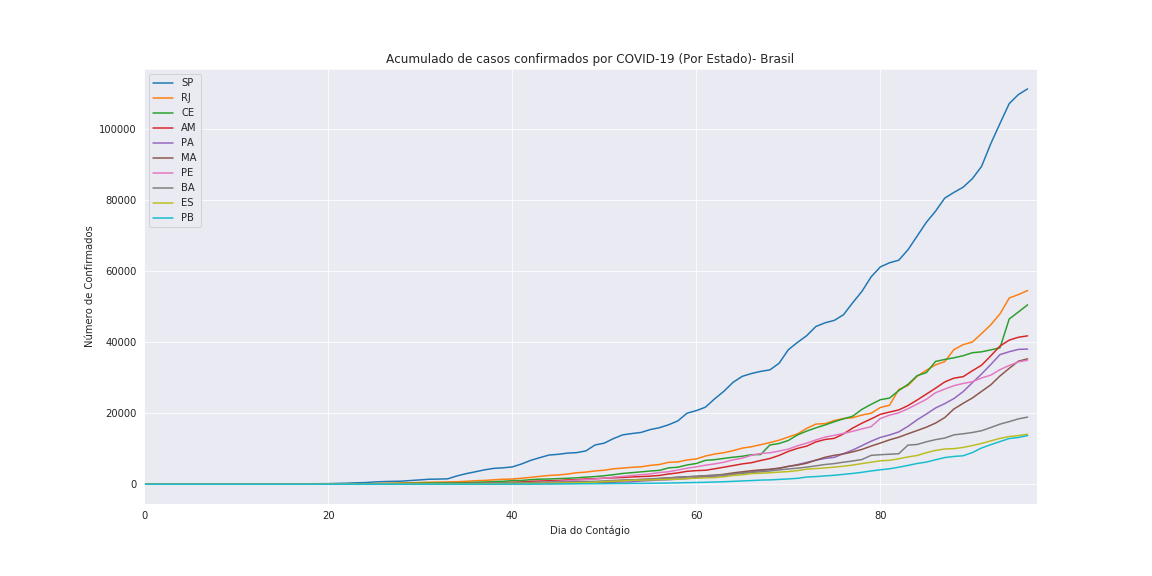 Acumulado de casos confirmados por COVID-19 (Por Estado)- Brasil
SP
RJ
CE
AM
PA
MA
PE
BA
ES
PB
Número de Confirmados
100000
80000
60000
40000
20000
0
0 20 40 60 80
Dia do Contágio